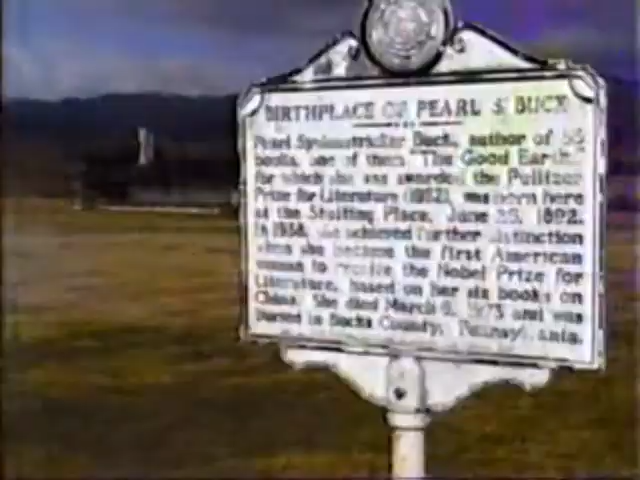 BIRTHPLACE OF PEARL S. BUCK
Pearl Sydenstricker Buck, author of
books, one of them, "The Good Earth"
for which she was awarded the Pulitzer
Prize for Literature (1932), was born here
at the Stulting Place, June 26, 1892.
In 1938, she achieved further distinction
when she became the first American
woman to receive the Nobel Prize for
Literature, based on her six books on
China. She died March 6, 1973 and was
buried in Bucks County, Pennsylvania.